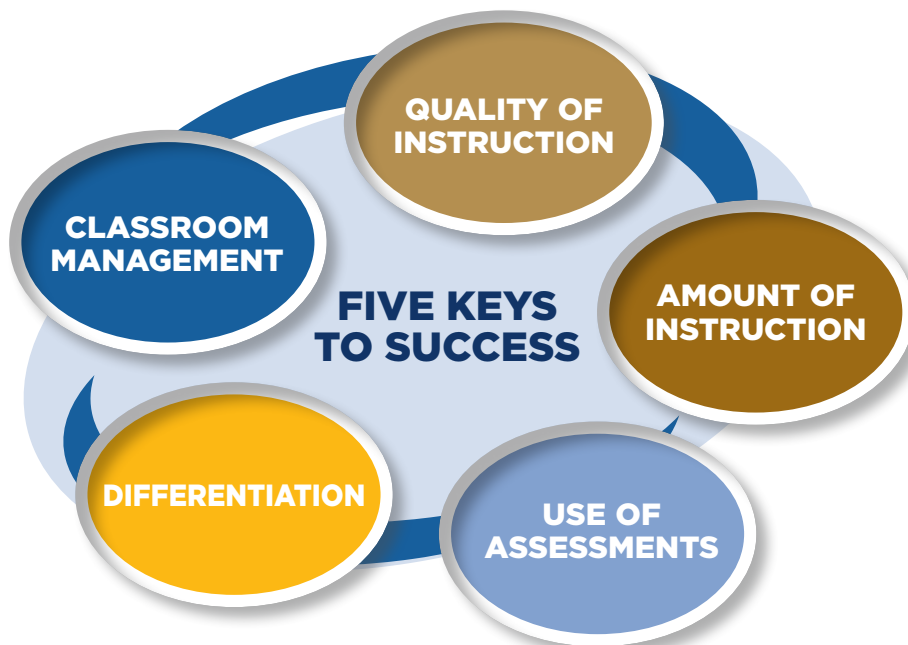 QUALITY OF
INSTRUCTION
CLASSROOM
MANAGEMENT
FIVE KEYS
TO SUCCESS
AMOUNT OF
INSTRUCTION
DIFFERENTIATION
USE OF
ASSESSMENTS